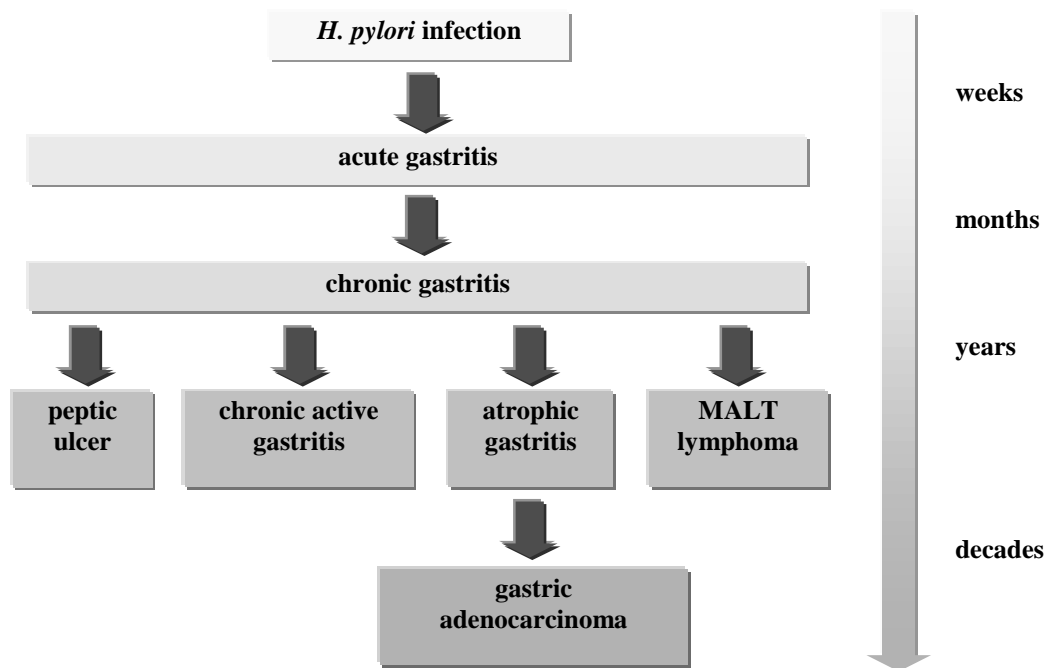 H. pylori infection
weeks
acute gastritis
months
chronic gastritis
years
peptic
ulcer
chronic active
gastritis
atrophic
gastritis
MALT
lymphoma
decades
gastric
adenocarcinoma